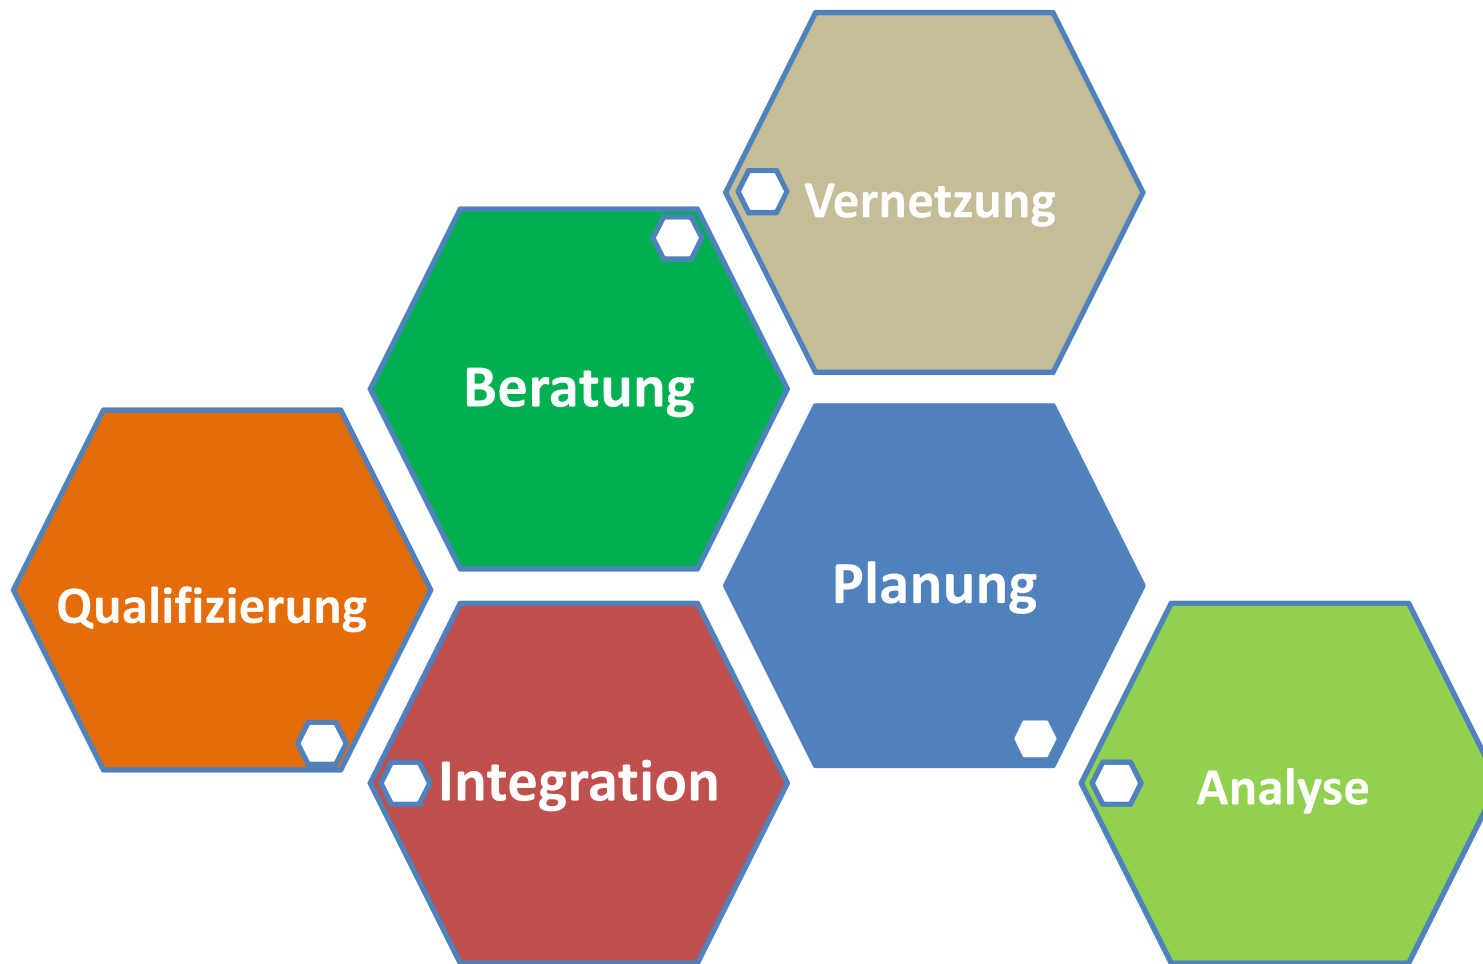 Vernetzung
Beratung
Planung
Qualifizierung
Integration
Analyse